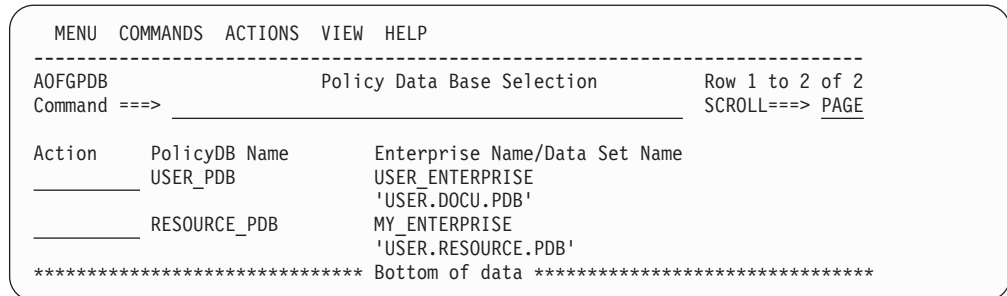 MENU COMMANDS ACTIONS VIEW HELP
------------------------------------------------------------------------------
AOFGPDB Policy Data Base Selection Row 1 to 2 of 2
Command ===> SCROLL===> PAGE
Action PolicyDB Name Enterprise Name/Data Set Name
USER_PDB USER_ENTERPRISE
'USER.DOCU.PDB'
RESOURCE_PDB MY_ENTERPRISE
'USER.RESOURCE.PDB'
******************************* Bottom of data ********************************